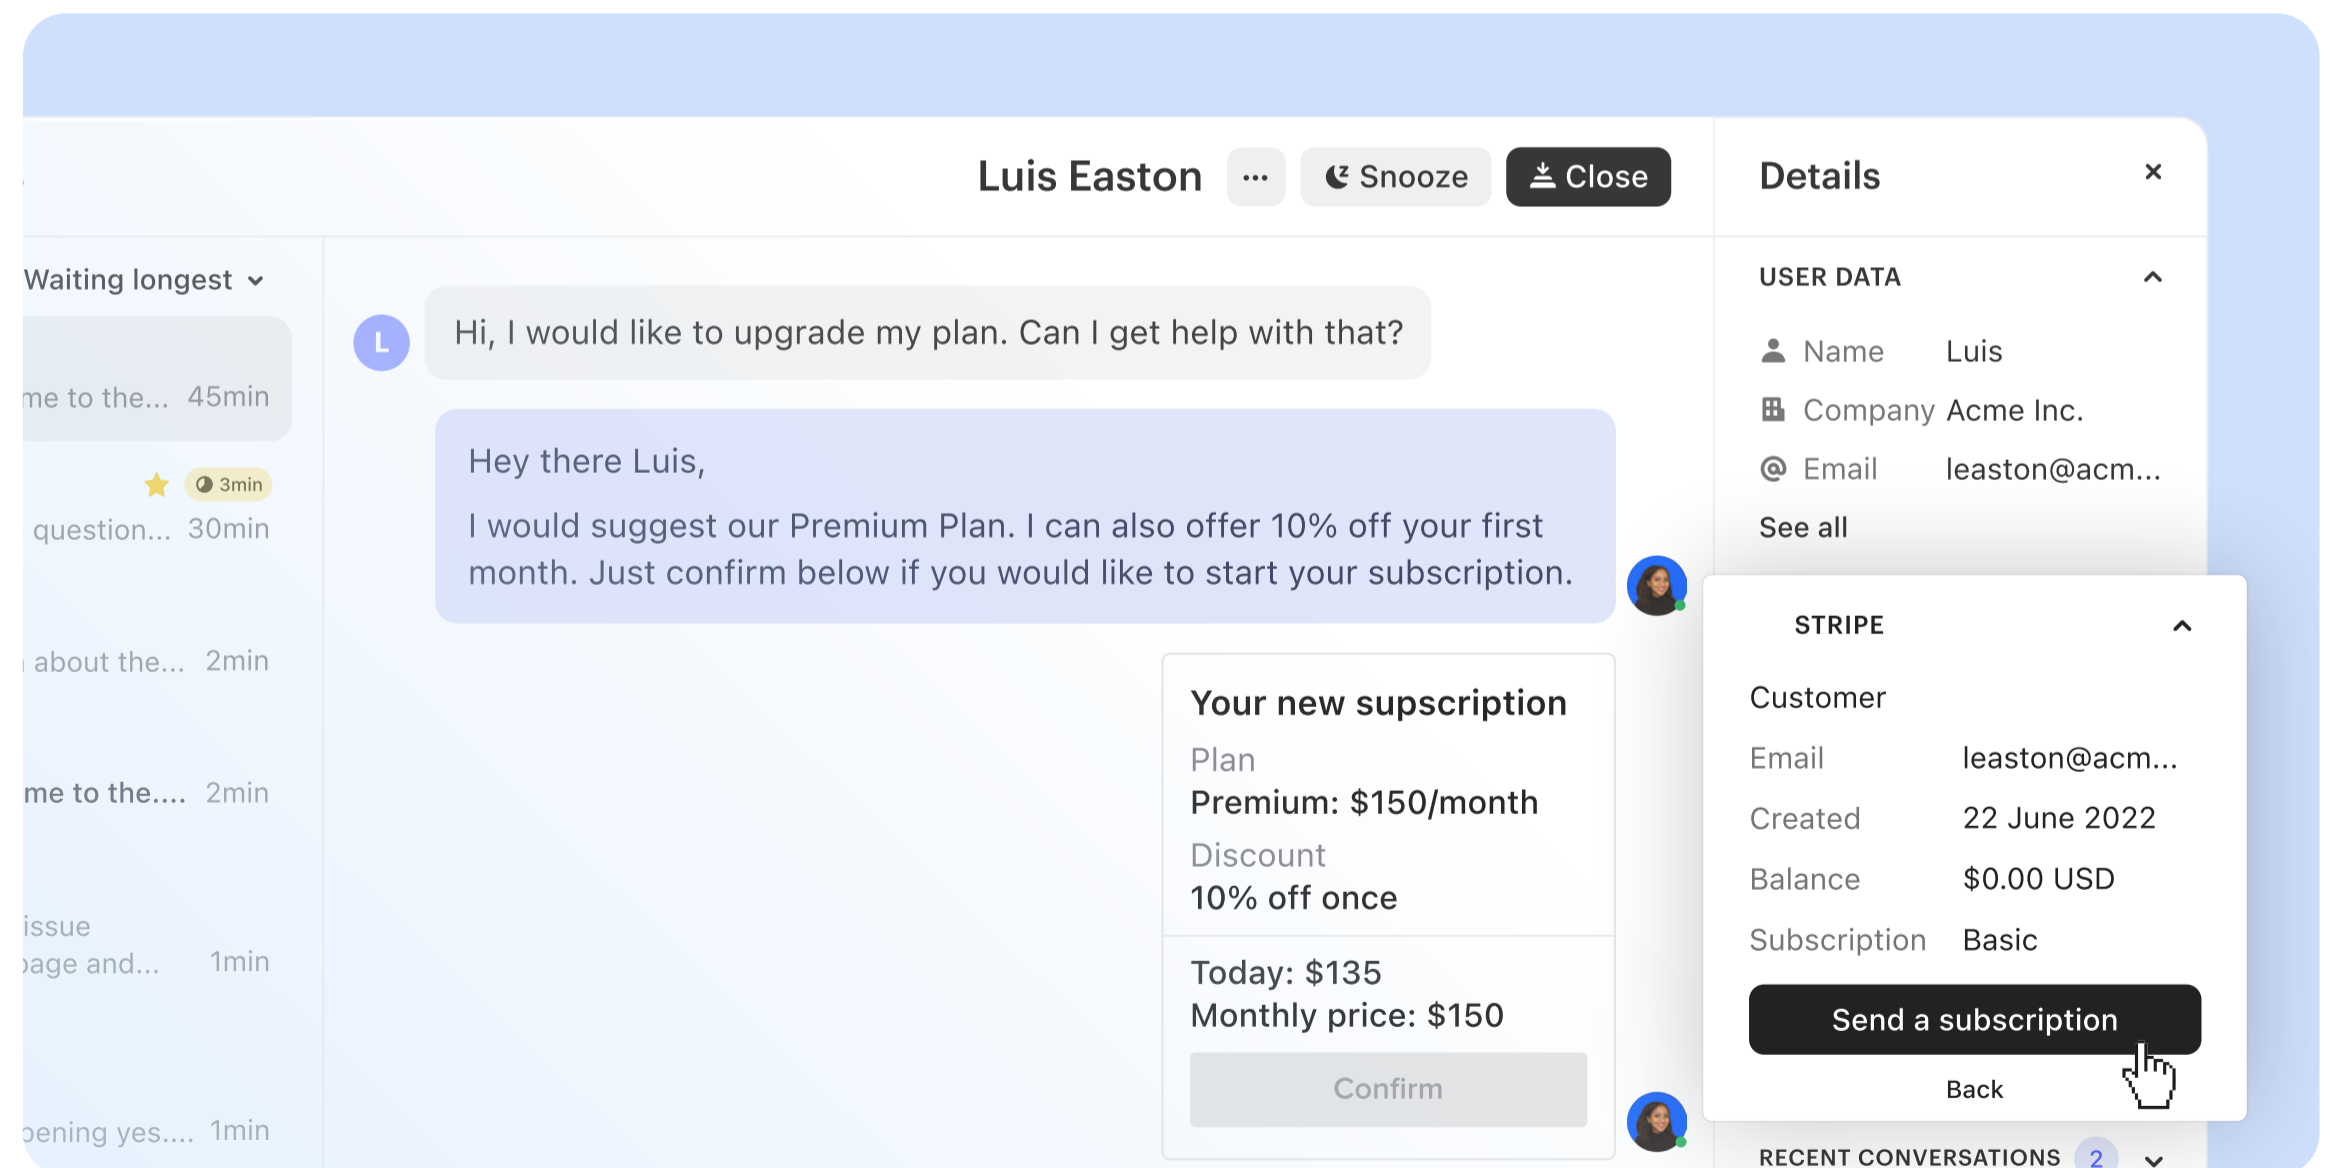 Luis Easton
...
Snooze
Close
Waiting longest
me to the... 45min
3min
question... 30min
about the... 2min
me to the.... 2min
issue
page and... 1min
pening yes.... 1min
L
Hi, I would like to upgrade my plan. Can I get help with that?
Hey there Luis,
I would suggest our Premium Plan. I can also offer 10% off your first
month. Just confirm below if you would like to start your subscription.
Your new supscription
Plan
Premium: $150/month
Discount
10% off once
Today: $135
Monthly price: $150
Confirm
Details
USER DATA
Name Luis
Company Acme Inc.
Email leaston@acm...
See all
STRIPE
Customer
Email leaston@acm...
Created 22 June 2022
Balance $0.00 USD
Subscription Basic
Send a subscription
Back
RECENT CONVERSATIONS 2